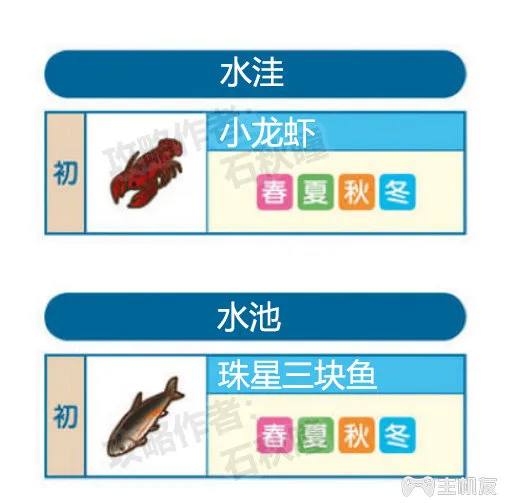 水洼
小龙虾
初
春 夏 秋 冬
攻略作者：
石秋瞳
水池
珠星三块鱼
初
春 夏 秋 冬
攻略作者：
石秋瞳
主机友